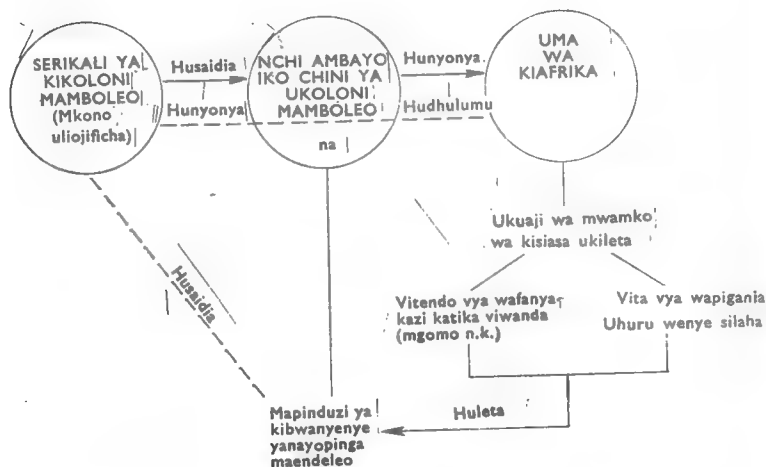 SERIKALI YA
KIKOLONI
MAMBOLEO
(Mkono
uliojificha)
Husaidia
Hunyonya
NCHI AMBAYO
IKO CHINI YA
UKOLONI
MAMBOLEO
na
Hunyonya
Hudhulumu
UMA
WA
KIAFRIKA
Ukuaji wa mwamko
wa kisiasa ukileta
Vitendo vya wafanya
kazi katika viwanda
(mgomo n.k.)
Vita vya wapigania
Uhuru wenye silaha
Husaidia
Huleta
Mapinduzi ya
kibwanyenye
yanayopinga
maendeleo